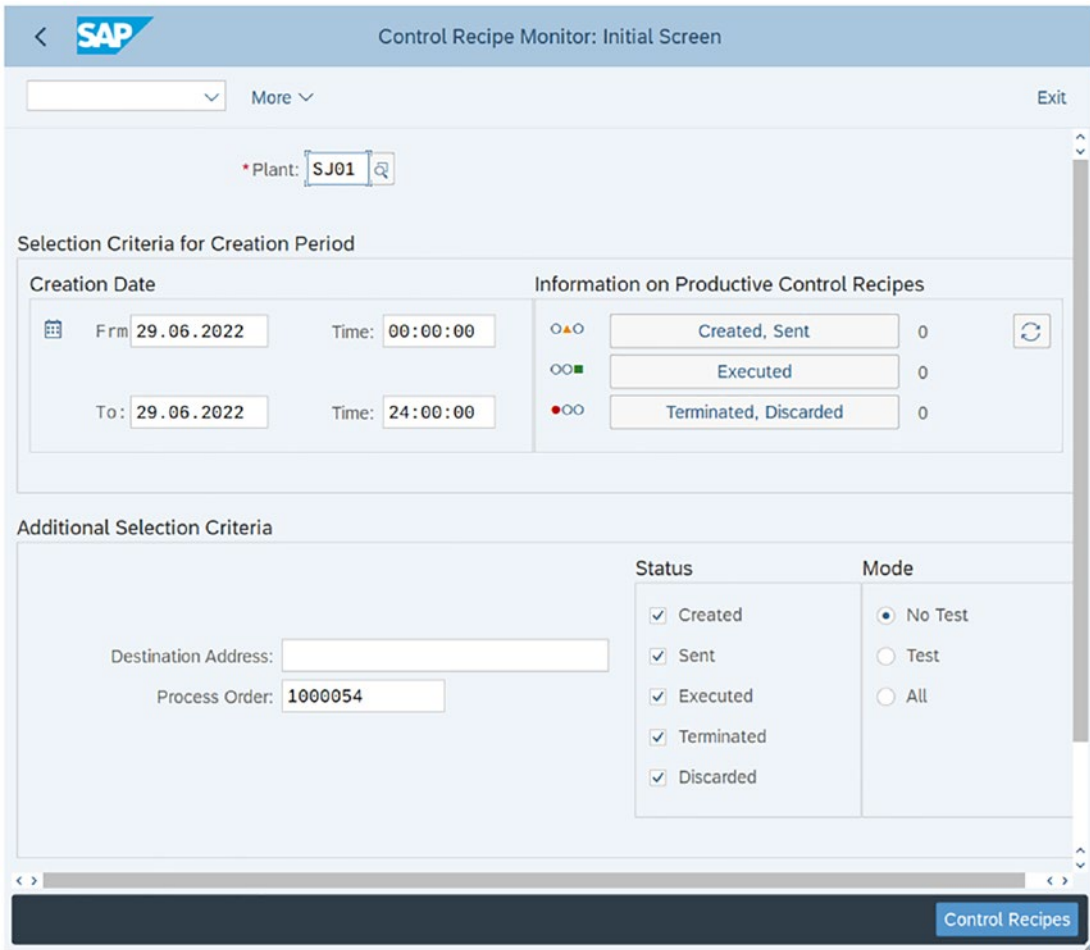 SAP Control Recipe Monitor: Initial Screen
More Exit
*Plant: SJ01
Selection Criteria for Creation Period
Creation Date
Frm 29.06.2022 Time: 00:00:00
To: 29.06.2022 Time: 24:00:00
Information on Productive Control Recipes
Created, Sent 0
Executed 0
Terminated, Discarded 0
Additional Selection Criteria
Destination Address:
Process Order: 1000054
Status
Created
Sent
Executed
Terminated
Discarded
Mode
No Test
Test
All
Control Recipes